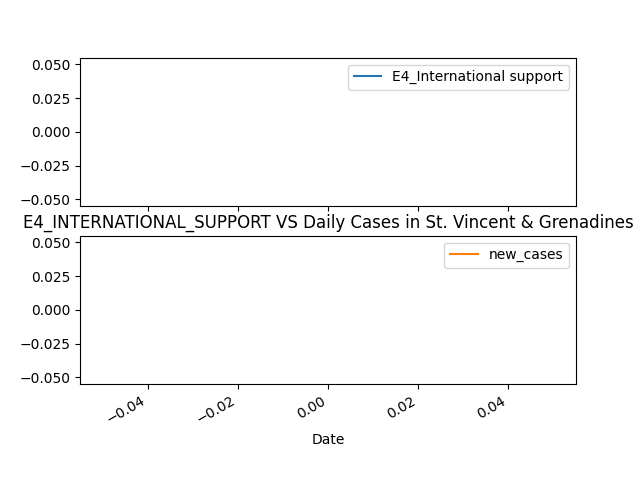 0.050
E4_International support
0.025
0.000
−0.025
−0.050
E4_INTERNATIONAL_SUPPORT VS Daily Cases in St. Vincent & Grenadines
0.050
new_cases
0.025
0.000
−0.025
−0.050
−0.04 −0.02 0.00 0.02 0.04
Date